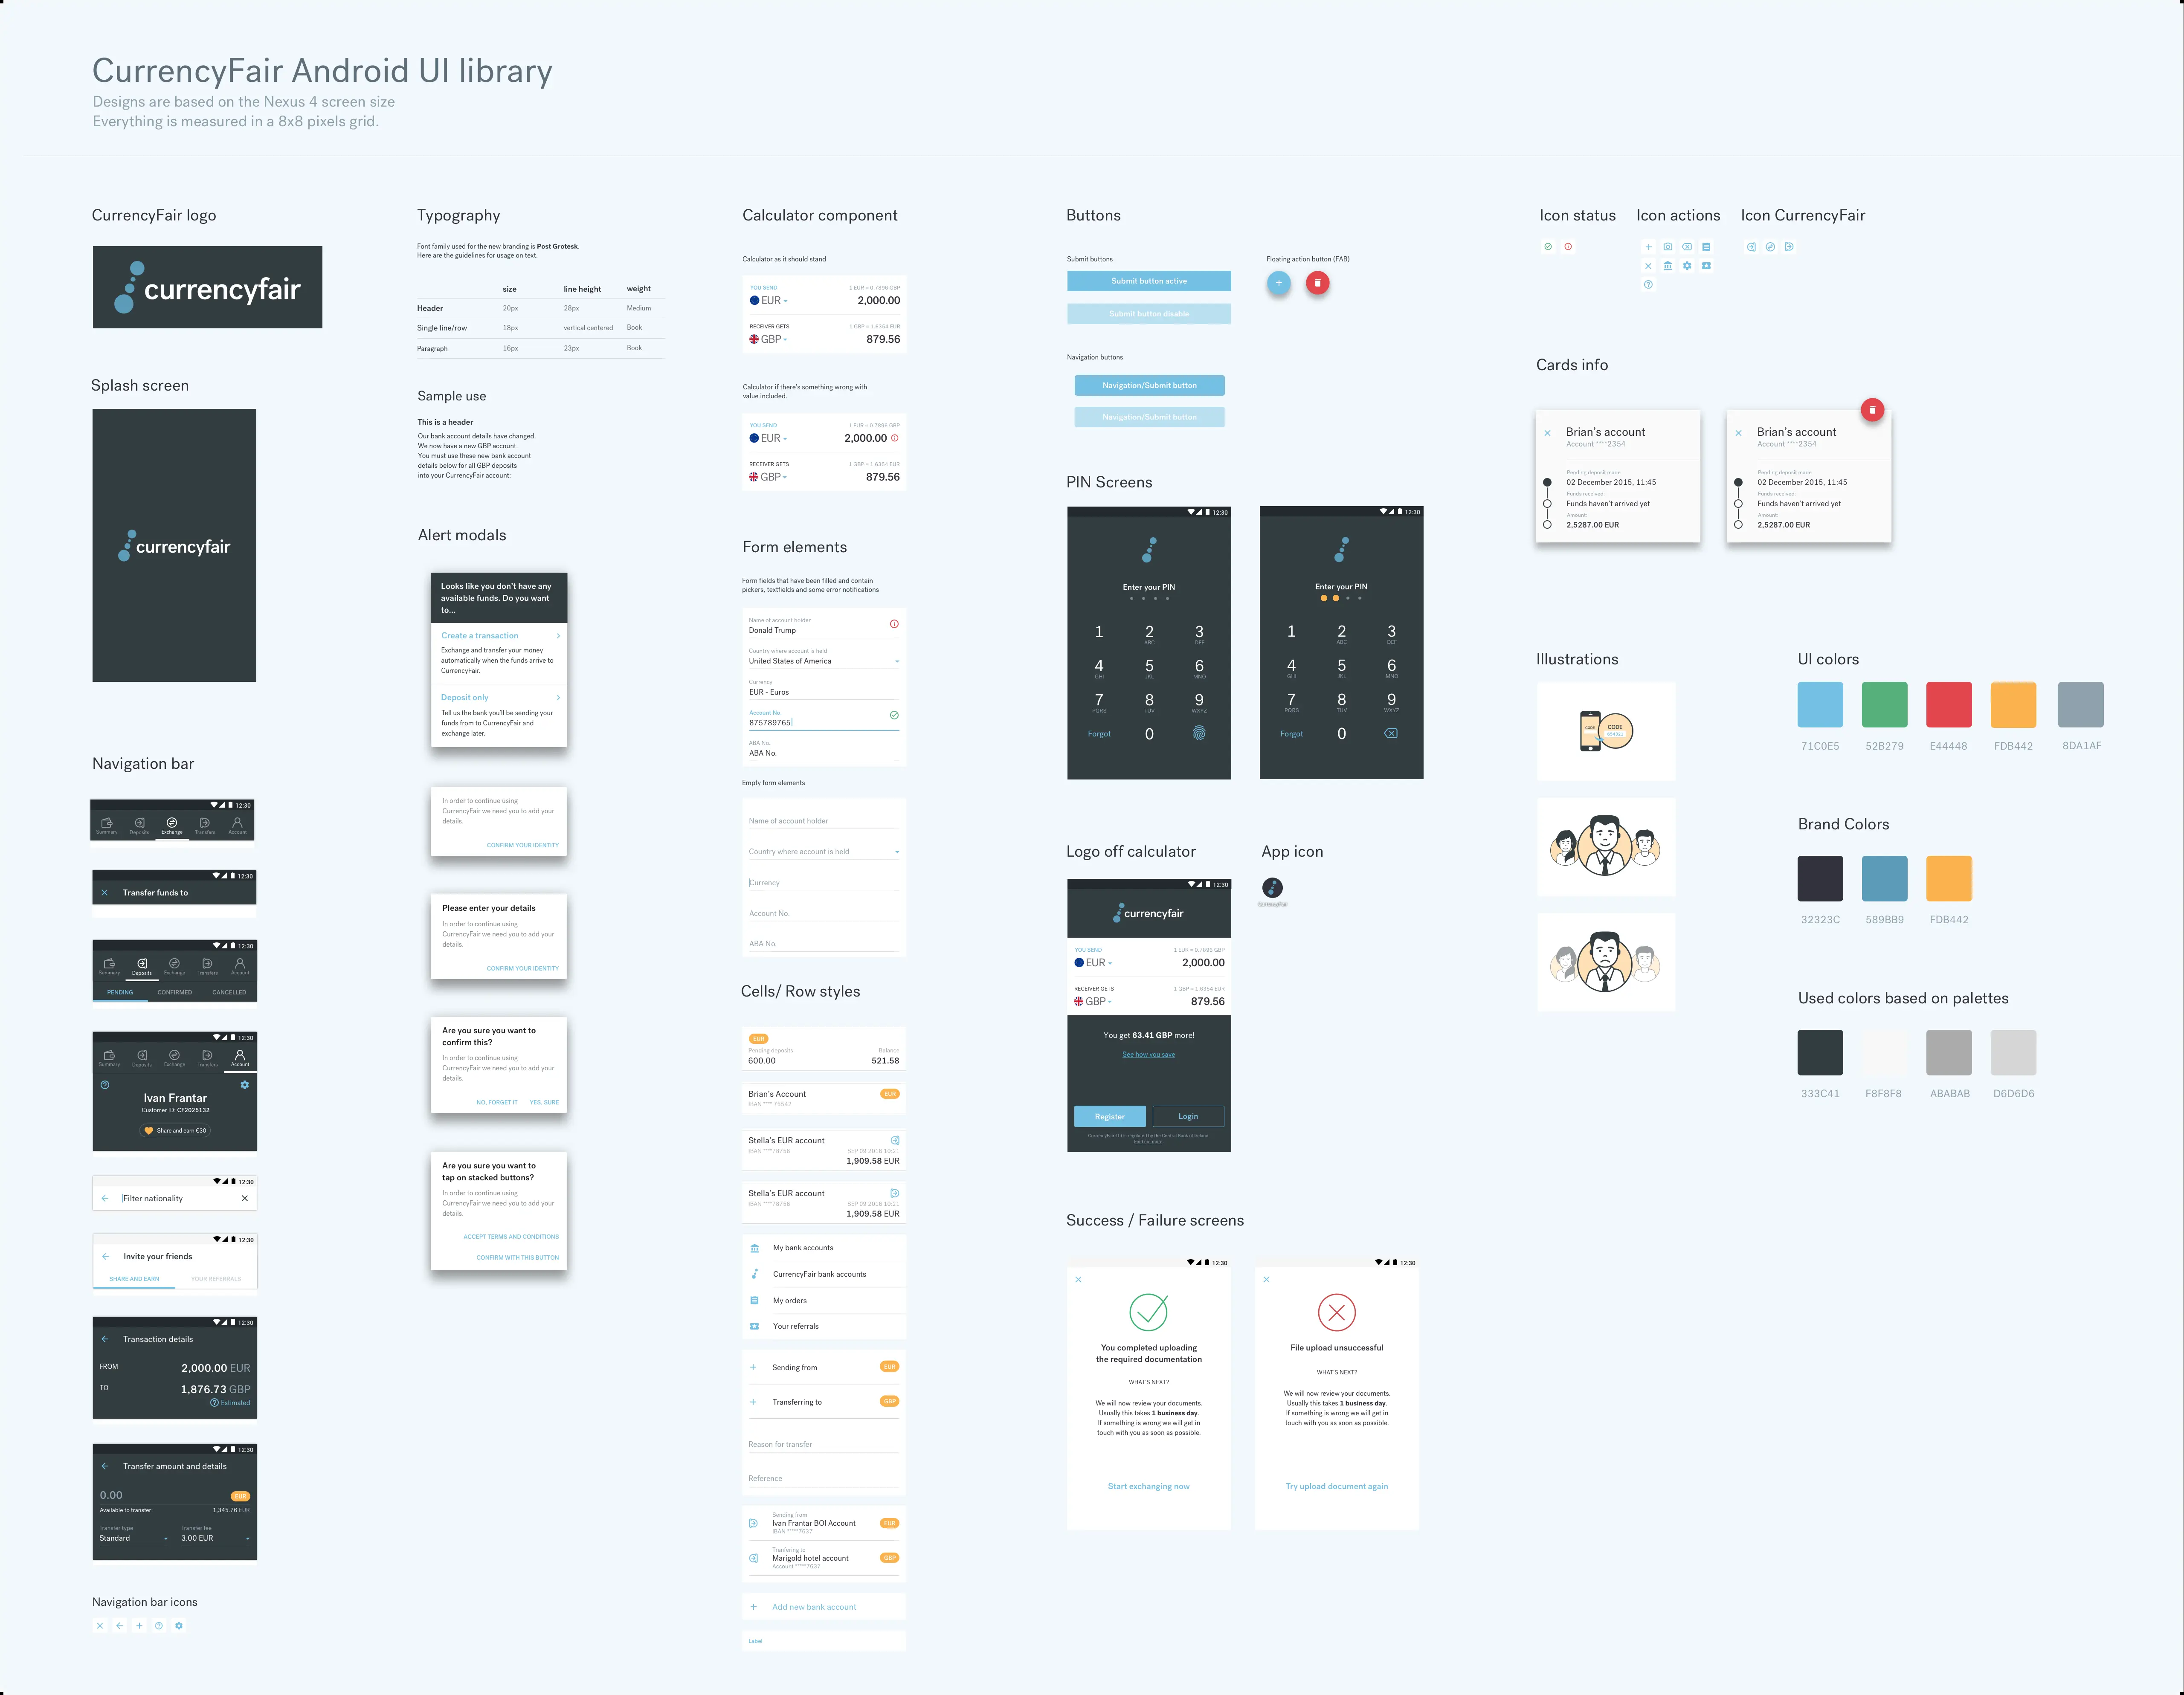 CurrencyFair Android UI library
Designs are based on the Nexus 4 screen size
Everything is measured in a 8x8 pixels grid.
CurrencyFair logo
currencyfair
Splash screen
currencyfair
Navigation bar
12:30
Summary Deposits Exchange Transfers Account
12:30
Transfer funds to
12:30
Summary Deposits Exchange Transfers Account
PENDING CONFIRMED CANCELLED
12:30
Summary Deposits Exchange Transfers Account
Ivan Frantar
Customer ID: CF2025132
Share and earn €30
12:30
Filter nationality
12:30
Invite your friends
SHARE AND EARN YOUR REFERRALS
12:30
Transaction details
FROM 2,000.00 EUR
TO 1,876.73 GBP
Estimated
12:30
Transfer amount and details
0.00 EUR
Available to transfer: 1,345.76 EUR
Transfer type Transfer fee
Standard 3.00 EUR
Navigation bar icons
Typography
Font family used for the new branding is Post Grotesk.
Here are the guidelines for usage on text.
size line height weight
Header 20px 28px Medium
Single line/row 18px vertical centered Book
Paragraph 16px 23px Book
Sample use
This is a header
Our bank account details have changed.
We now have a new GBP account.
You must use these new bank account
details below for all GBP deposits
into your CurrencyFair account:
Alert modals
Looks like you don't have any
available funds. Do you want
to...
Create a transaction
Exchange and transfer your money
automatically when the funds arrive to
CurrencyFair.
Deposit only
Tell us the bank you'll be sending your
funds from to CurrencyFair and
exchange later.
In order to continue using
CurrencyFair we need you to add your
details.
CONFIRM YOUR IDENTITY
Please enter your details
In order to continue using
CurrencyFair we need you to add your
details.
CONFIRM YOUR IDENTITY
Are you sure you want to
confirm this?
In order to continue using
CurrencyFair we need you to add your
details.
NO, FORGET IT YES, SURE
Are you sure you want to
tap on stacked buttons?
In order to continue using
CurrencyFair we need you to add your
details.
ACCEPT TERMS AND CONDITIONS
CONFIRM WITH THIS BUTTON
Calculator component
Calculator as it should stand
YOU SEND 1 EUR = 0.7896 GBP
EUR 2,000.00
RECEIVER GETS 1 GBP = 1.6354 EUR
GBP 879.56
Calculator if there's something wrong with
value included.
YOU SEND 1 EUR = 0.7896 GBP
EUR 2,000.00
RECEIVER GETS 1 GBP = 1.6354 EUR
GBP 879.56
Form elements
Form fields that have been filled and contain
pickers, textfields and some error notifications
Name of account holder
Donald Trump
Country where account is held
United States of America
Currency
EUR - Euros
Account No.
875789765
ABA No.
ABA No.
Empty form elements
Name of account holder
Country where account is held
Currency
Account No.
ABA No.
Cells/ Row styles
EUR
Pending deposits Balance
600.00 521.58
Brian's Account EUR
IBAN **** 75542
Stella's EUR account
IBAN ****78756 SEP 09 2016 10:21
1,909.58 EUR
Stella's EUR account
IBAN ****78756 SEP 09 2016 10:21
1,909.58 EUR
My bank accounts
CurrencyFair bank accounts
My orders
Your referrals
Sending from EUR
Transferring to GBP
Reason for transfer
Reference
Sending from
Ivan Frantar BOI Account EUR
IBAN *****7637
Tranfering to
Marigold hotel account GBP
Account *****7637
Add new bank account
Label
Buttons
Submit buttons
Submit button active
Submit button disable
Floating action button (FAB)
Navigation buttons
Navigation/Submit button
Navigation/Submit button
PIN Screens
12:30
Enter your PIN
1 2 3
ABC DEF
4 5 6
GHI JKL MNO
7 8 9
PQRS TUV WXYZ
Forgot 0
12:30
Enter your PIN
1 2 3
ABC DEF
4 5 6
GHI JKL MNO
7 8 9
PQRS TUV WXYZ
Forgot 0
Logo off calculator
12:30
currencyfair
YOU SEND 1 EUR = 0.7896 GBP
EUR 2,000.00
RECEIVER GETS 1 GBP = 1.6354 EUR
GBP 879.56
You get 63.41 GBP more!
See how you save
Register Login
CurrencyFair Ltd is regulated by the Central Bank of Ireland.
Find out more
App icon
CurrencyFair
Success / Failure screens
12:30
You completed uploading
the required documentation
WHAT'S NEXT?
We will now review your documents.
Usually this takes 1 business day.
If something is wrong we will get in
touch with you as soon as possible.
Start exchanging now
12:30
File upload unsuccessful
WHAT'S NEXT?
We will now review your documents.
Usually this takes 1 business day.
If something is wrong we will get in
touch with you as soon as possible.
Try upload document again
Icon status
Icon actions
Icon CurrencyFair
Cards info
Brian's account
Account ****2354
Pending deposit made
02 December 2015, 11:45
Funds received
Funds haven't arrived yet
Amount:
2,5287.00 EUR
Brian's account
Account ****2354
Pending deposit made
02 December 2015, 11:45
Funds received
Funds haven't arrived yet
Amount:
2,5287.00 EUR
Illustrations
CODE CODE
UI colors
71C0E5 52B279 E44448 FDB442 8DA1AF
Brand Colors
32323C 589BB9 FDB442
Used colors based on palettes
333C41 F8F8F8 ABABAB D6D6D6